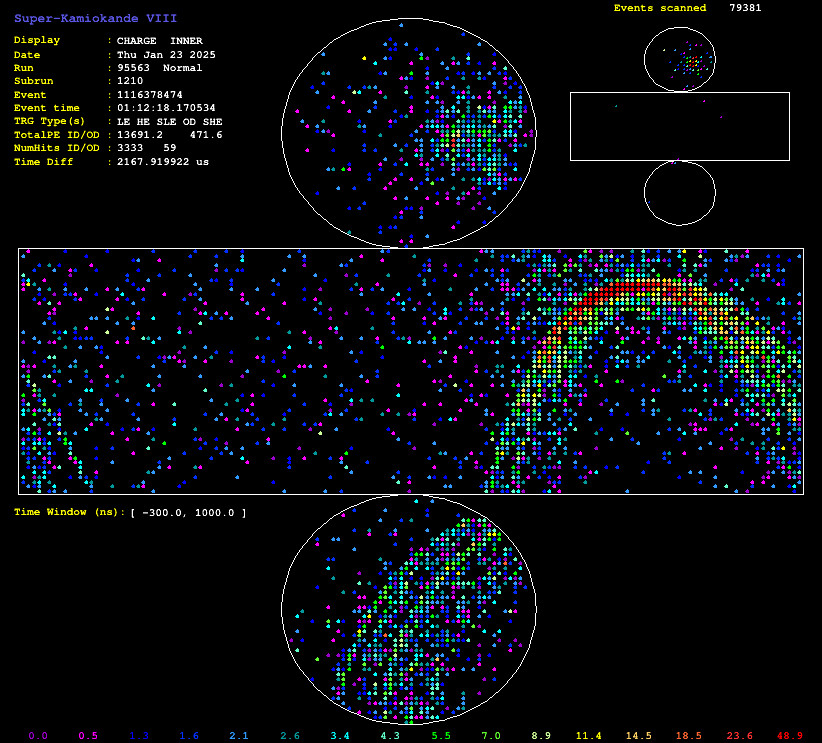 Super-Kamiokande VIII
Events scanned 79381
Display : CHARGE INNER
Date : Thu Jan 23 2025
Run : 95563 Normal
Subrun : 1210
Event : 1116378474
Event time : 01:12:18.170534
TRG Type(s) : LE HE SLE OD SHE
TotalPE ID/OD : 13691.2 471.6
NumHits ID/OD : 3333 59
Time Diff : 2167.919922 us
Time Window (ns): [ -300.0, 1000.0 ]
0.0 0.5 1.3 1.6 2.1 2.6 3.4 4.3 5.5 7.0 8.9 11.4 14.5 18.5 23.6 48.9